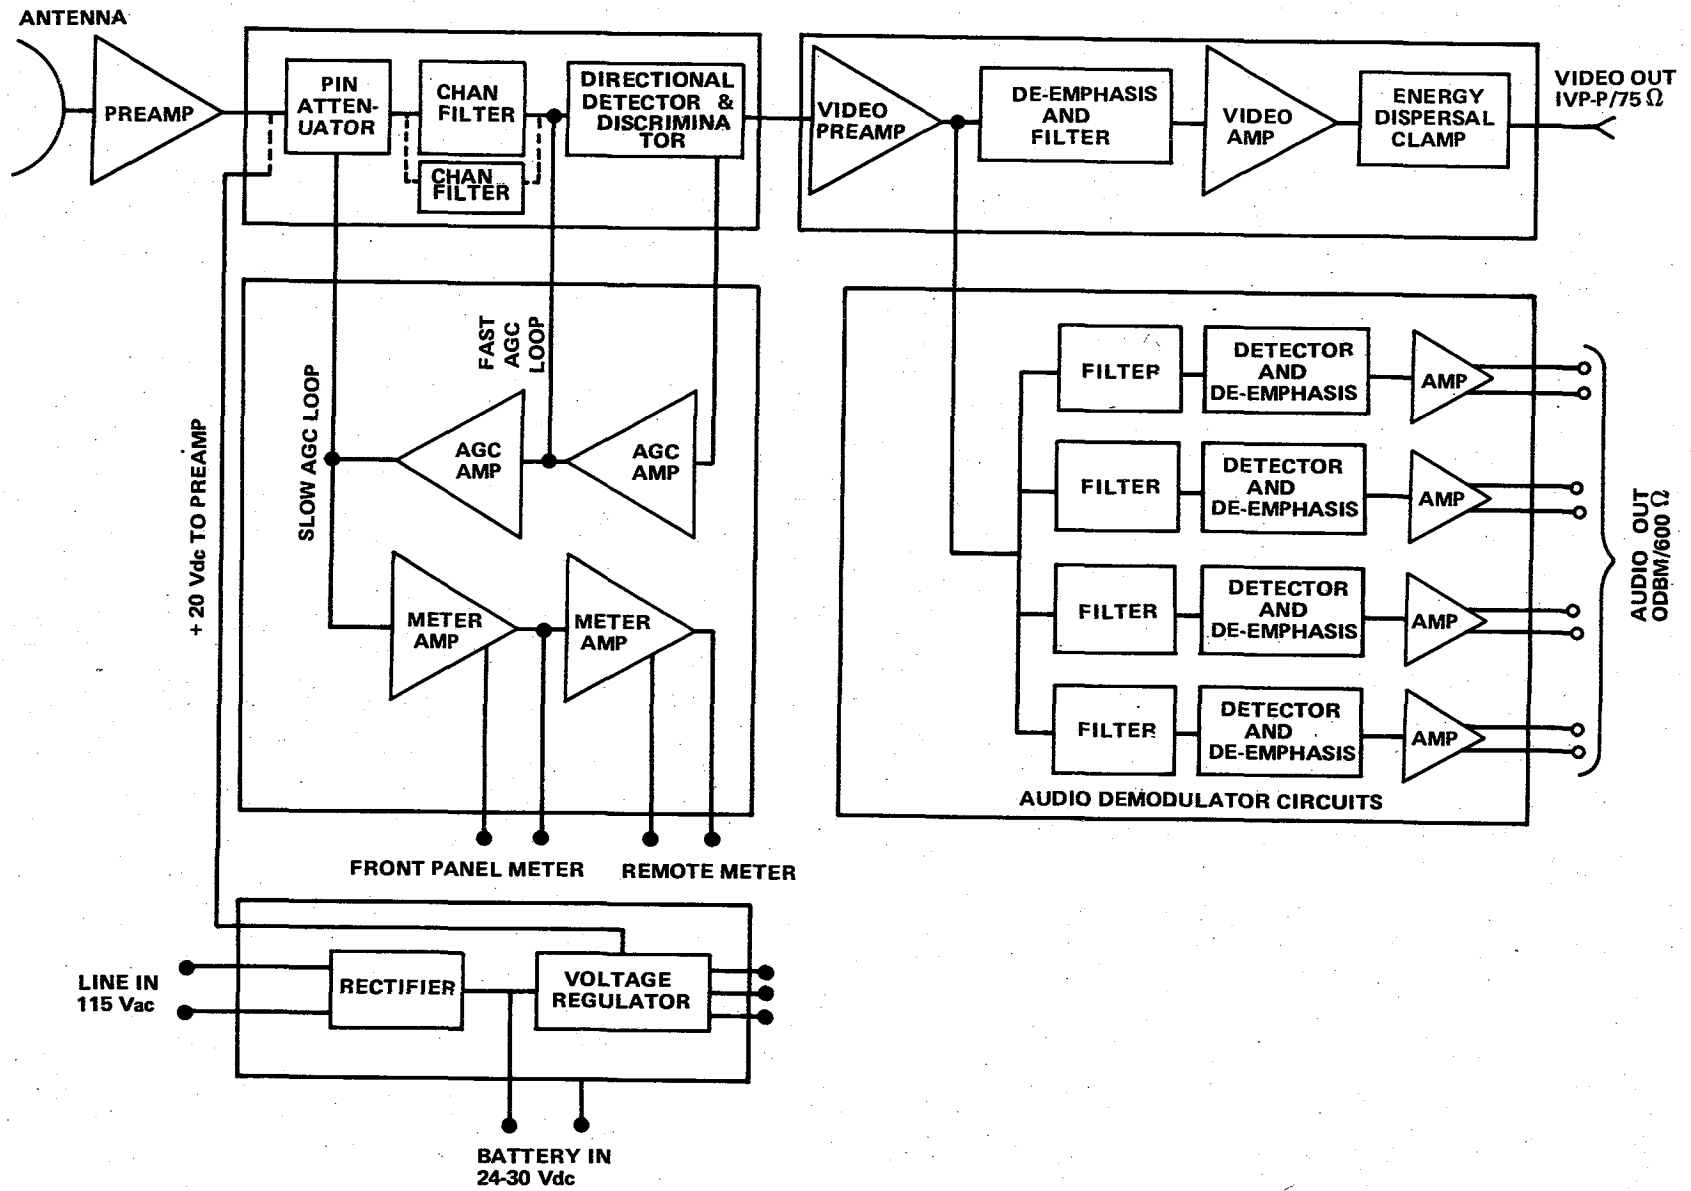 ANTENNA
PREAMP
PIN
ATTEN-
UATOR
CHAN
FILTER
CHAN
FILTER
DIRECTIONAL
DETECTOR &
DISCRIMINA
TOR
VIDEO
PREAMP
DE-EMPHASIS
AND
FILTER
VIDEO
AMP
ENERGY
DISPERSAL
CLAMP
VIDEO OUT
IVP-P/75 Ω
+ 20 Vdc TO PREAMP
SLOW AGC LOOP
FAST
AGC
LOOP
AGC
AMP
AGC
AMP
METER
AMP
METER
AMP
FRONT PANEL METER
REMOTE METER
FILTER
DETECTOR
AND
DE-EMPHASIS
AMP
FILTER
DETECTOR
AND
DE-EMPHASIS
AMP
FILTER
DETECTOR
AND
DE-EMPHASIS
AMP
FILTER
DETECTOR
AND
DE-EMPHASIS
AMP
AUDIO DEMODULATOR CIRCUITS
AUDIO OUT
ODBM/600 Ω
LINE IN
115 Vac
RECTIFIER
VOLTAGE
REGULATOR
BATTERY IN
24-30 Vdc